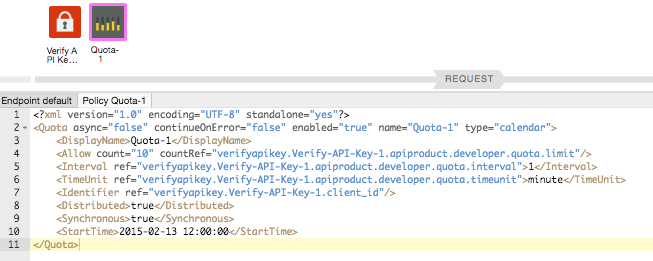 Verify A
PI Ke...
Quota-
1
REQUEST
Endpoint default
Policy Quota-1
1 <?xml version="1.0" encoding="UTF-8" standalone="yes"?>
2 <Quota async="false" continueOnError="false" enabled="true" name="Quota-1" type="calendar">
3 <DisplayName>Quota-1</DisplayName>
4 <Allow count="10" countRef="verifyapikey.Verify-API-Key-1.apiproduct.developer.quota.limit"/>
5 <Interval ref="verifyapikey.Verify-API-Key-1.apiproduct.developer.quota.interval">1</Interval>
6 <TimeUnit ref="verifyapikey.Verify-API-Key-1.apiproduct.developer.quota.timeunit">minute</TimeUnit>
7 <Identifier ref="verifyapikey.Verify-API-Key-1.client_id"/>
8 <Distributed>true</Distributed>
9 <Synchronous>true</Synchronous>
10 <StartTime>2015-02-13 12:00:00</StartTime>
11 </Quota>